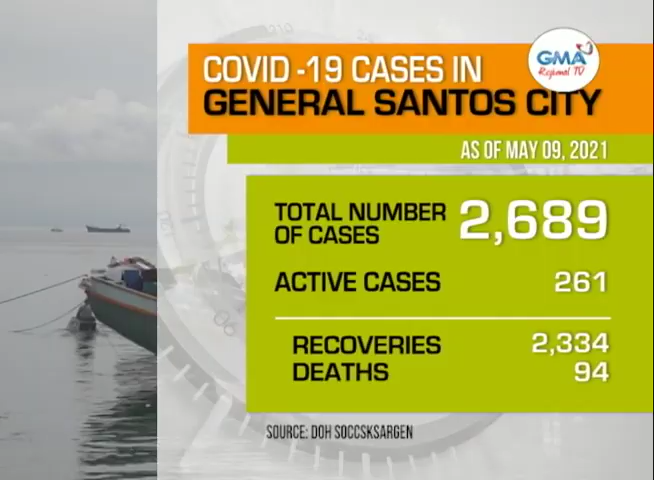 GMA
Regional TV
COVID -19 CASES IN
GENERAL SANTOS CITY
AS OF MAY 09, 2021
TOTAL NUMBER
OF CASES
2,689
ACTIVE CASES 261
RECOVERIES 2,334
DEATHS 94
SOURCE: DOH SOCCSKSARGEN